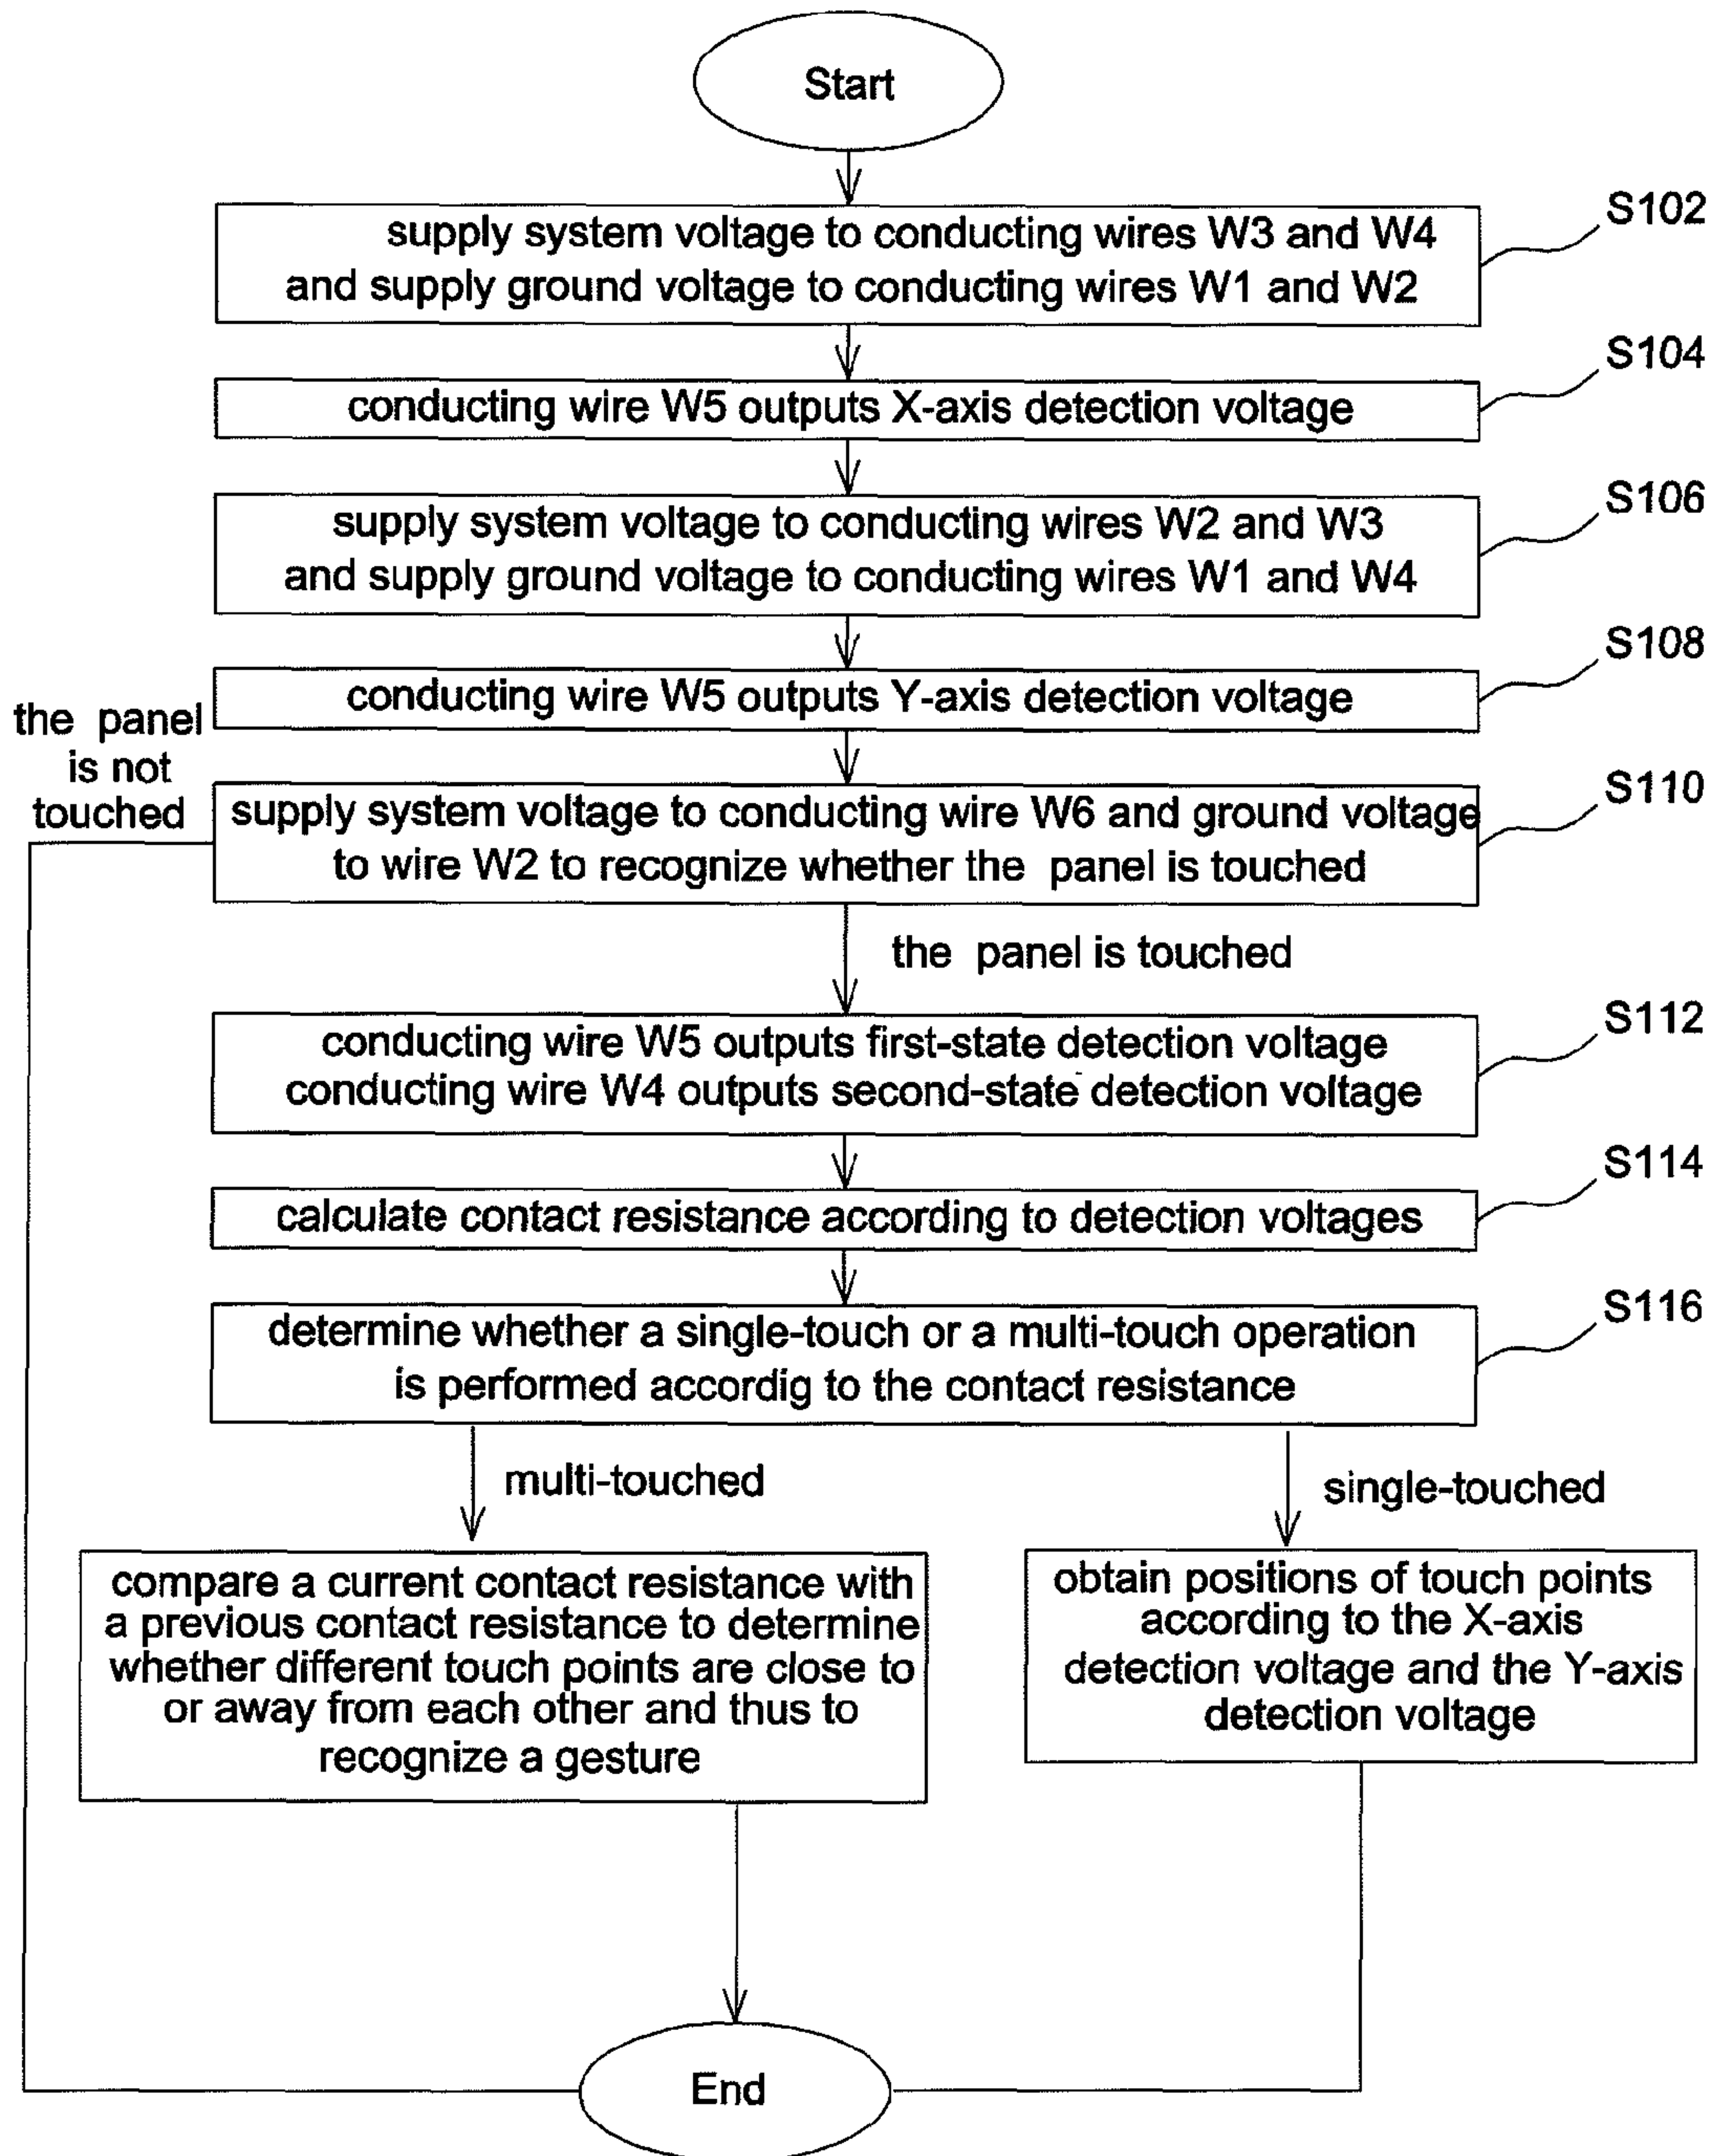 Start
supply system voltage to conducting wires W3 and W4
and supply ground voltage to conducting wires W1 and W2
S102
conducting wire W5 outputs X-axis detection voltage
S104
supply system voltage to conducting wires W2 and W3
and supply ground voltage to conducting wires W1 and W4
S106
conducting wire W5 outputs Y-axis detection voltage
S108
the panel
is not
touched
supply system voltage to conducting wire W6 and ground voltage
to wire W2 to recognize whether the panel is touched
S110
the panel is touched
conducting wire W5 outputs first-state detection voltage
conducting wire W4 outputs second-state detection voltage
S112
calculate contact resistance according to detection voltages
S114
determine whether a single-touch or a multi-touch operation
is performed accordig to the contact resistance
S116
multi-touched
single-touched
compare a current contact resistance with
a previous contact resistance to determine
whether different touch points are close to
or away from each other and thus to
recognize a gesture
obtain positions of touch points
according to the X-axis
detection voltage and the Y-axis
detection voltage
End